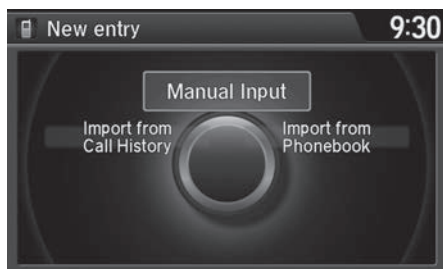 New entry
9:30
Manual Input
Import from
Call History
Import from
Phonebook